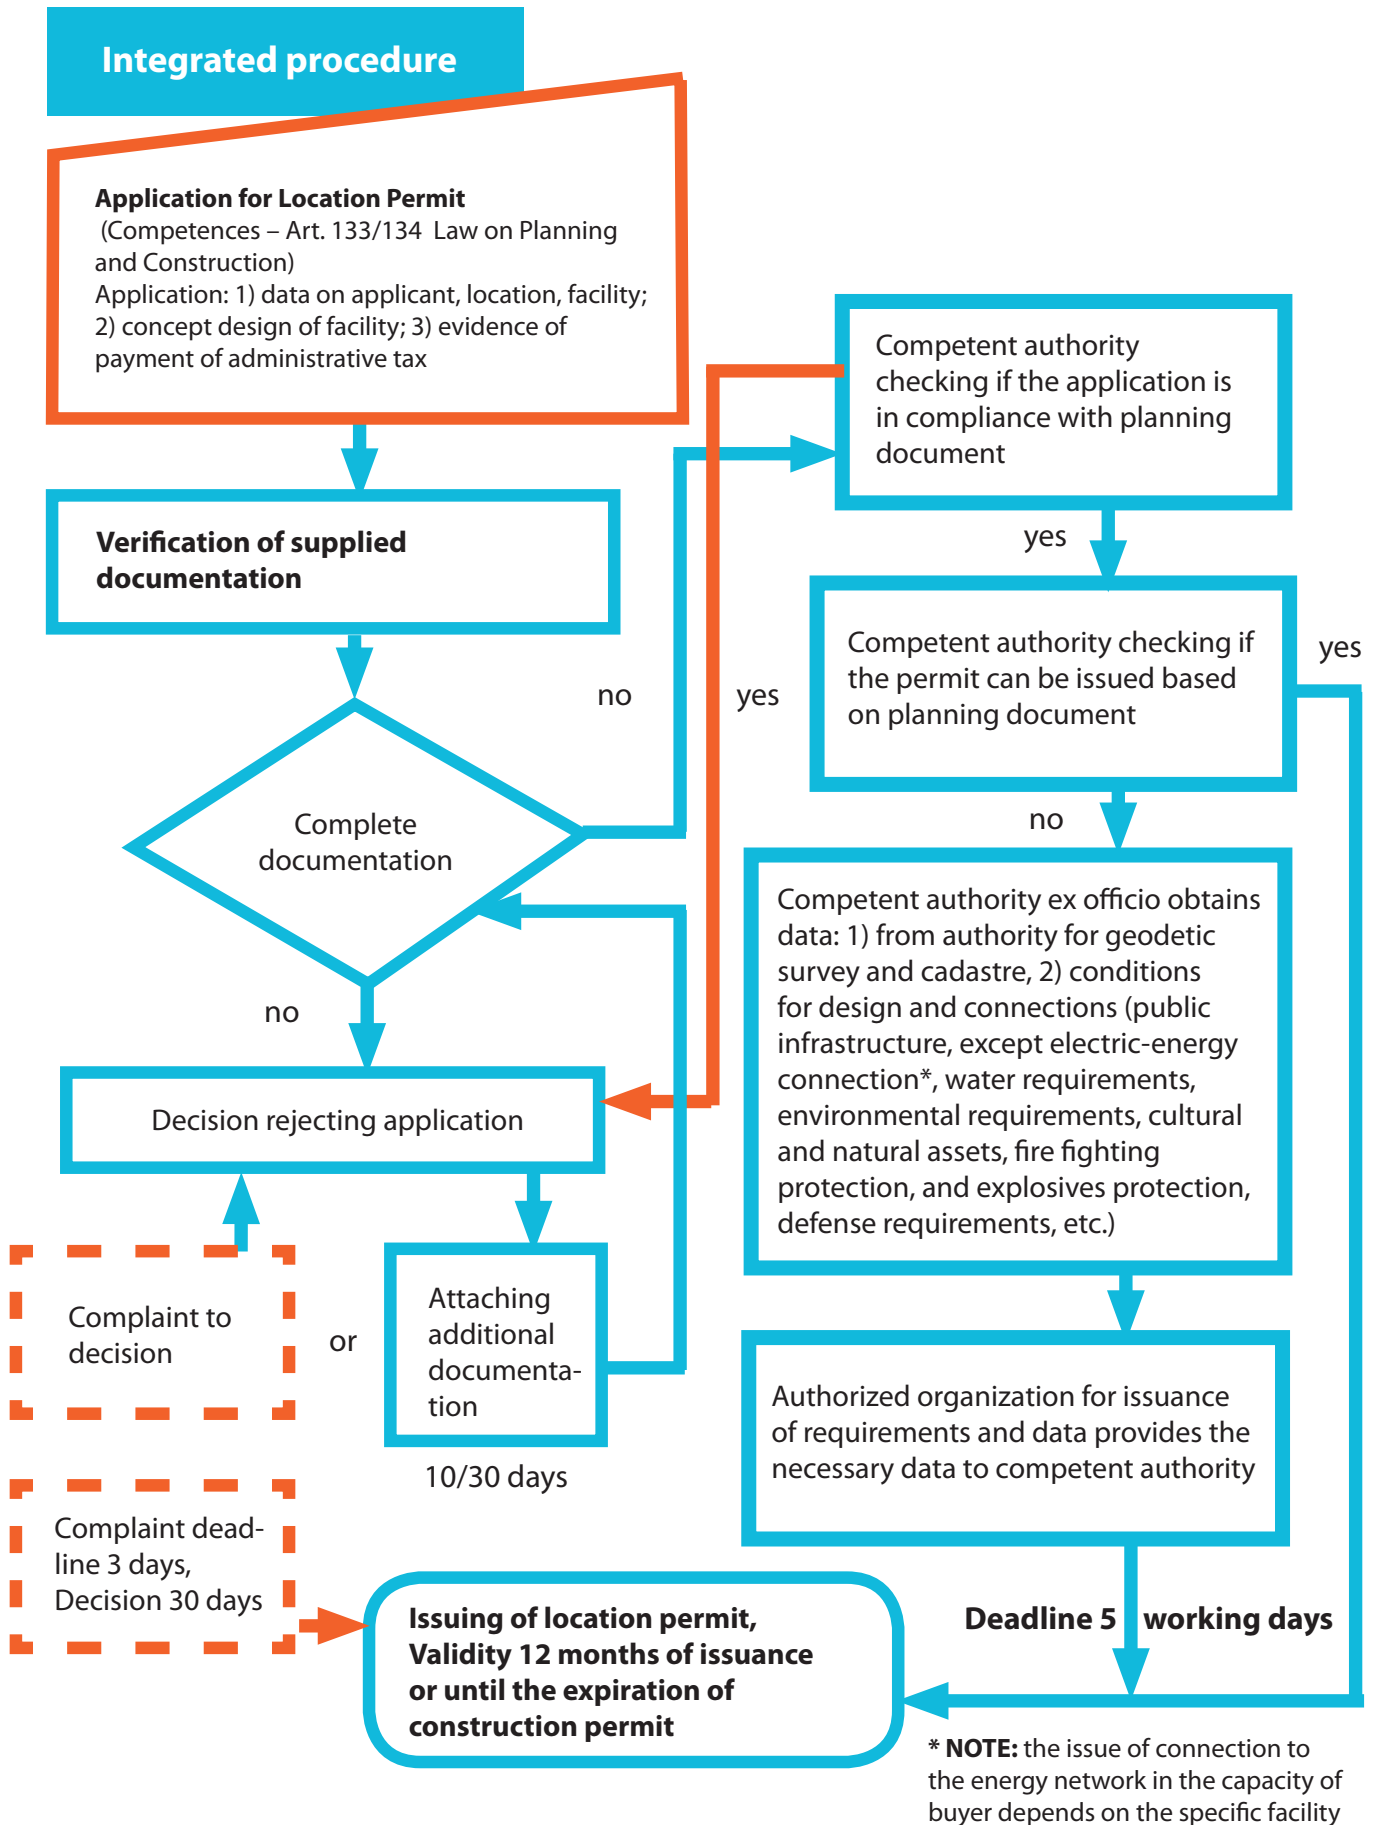 Integrated procedure
Application for Location Permit
(Competences – Art. 133/134 Law on Planning
and Construction)
Application: 1) data on applicant, location, facility;
2) concept design of facility; 3) evidence of
payment of administrative tax
Verification of supplied
documentation
Complete
documentation
no
yes
no
Decision rejecting application
Complaint to
decision
or
Attaching
additional
documenta-
tion
10/30 days
Complaint dead-
line 3 days,
Decision 30 days
Competent authority
checking if the application is
in compliance with planning
document
yes
Competent authority checking if
the permit can be issued based
on planning document
yes
no
Competent authority ex officio obtains
data: 1) from authority for geodetic
survey and cadastre, 2) conditions
for design and connections (public
infrastructure, except electric-energy
connection*, water requirements,
environmental requirements, cultural
and natural assets, fire fighting
protection, and explosives protection,
defense requirements, etc.)
Authorized organization for issuance
of requirements and data provides the
necessary data to competent authority
Deadline 5 working days
Issuing of location permit,
Validity 12 months of issuance
or until the expiration of
construction permit
* NOTE: the issue of connection to
the energy network in the capacity of
buyer depends on the specific facility